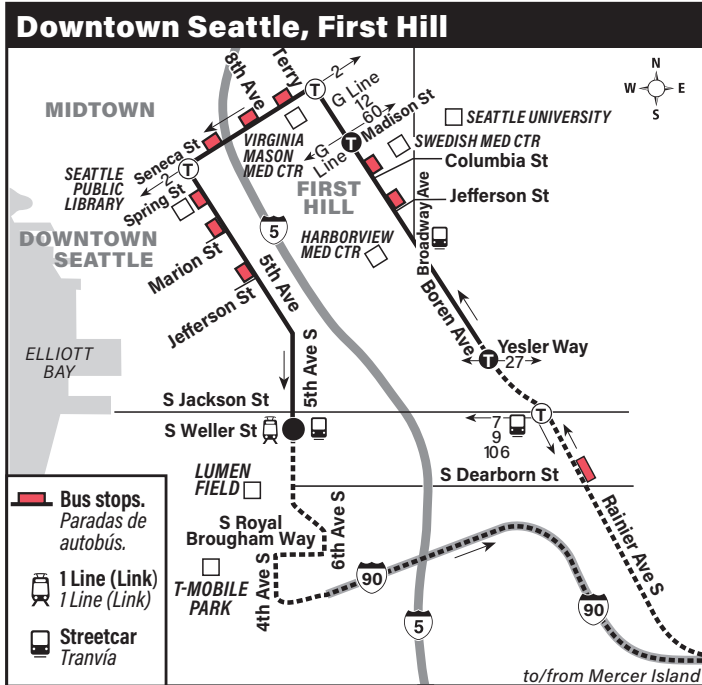 Downtown Seattle, First Hill
Terry
8th Ave
2
G Line
12
60
Madison St
N
W E
S
MIDTOWN
SEATTLE UNIVERSITY
VIRGINIA
MASON
MED CTR
G
Line
SWEDISH MED CTR
Seneca St
Columbia St
SEATTLE
PUBLIC
LIBRARY
2
Spring St
FIRST
HILL
Jefferson St
DOWNTOWN
SEATTLE
5
HARBORVIEW
MED CTR
Broadway Ave
Marion St
5th Ave
Boren Ave
Jefferson St
Yesler Way
27
ELLIOTT
BAY
5th Ave S
S Jackson St
T
7
9
106
S Weller St
S Dearborn St
LUMEN
FIELD
Rainier Ave S
S Royal
Brougham Way
6th Ave S
4th Ave S
T-MOBILE
PARK
90
90
5
to/from Mercer Island
Bus stops.
Paradas de
autobús.
1 Line (Link)
1 Line (Link)
Streetcar
Tranvía
T
T
T
T